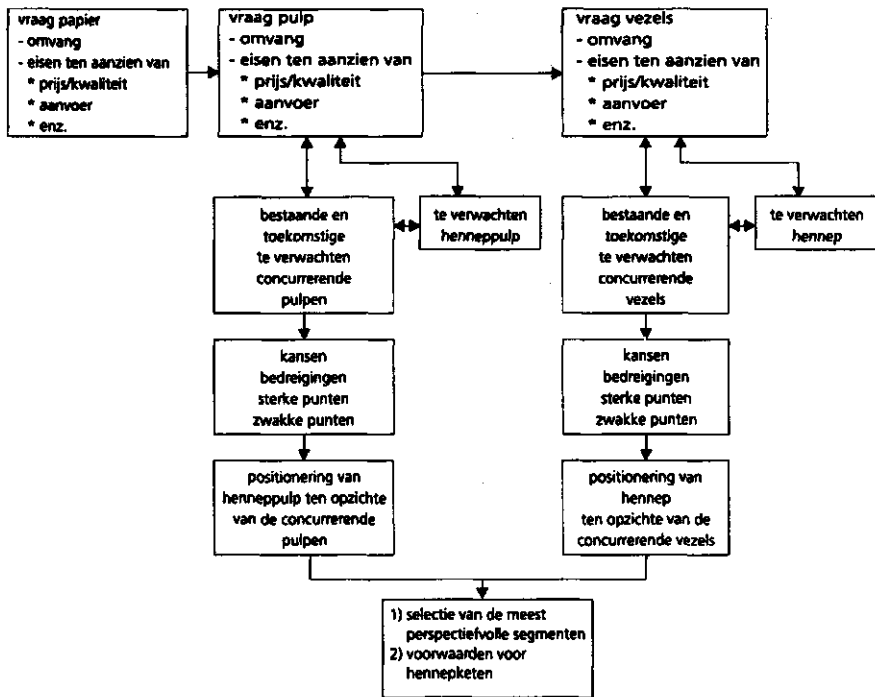 vraag papier
- omvang
- eisen ten aanzien van
* prijs/kwaliteit
* aanvoer
* enz.
vraag pulp
- omvang
- eisen ten aanzien van
* prijs/kwaliteit
* aanvoer
* enz.
vraag vezels
- omvang
- eisen ten aanzien van
* prijs/kwaliteit
* aanvoer
* enz.
bestaande en
toekomstige
te verwachten
concurrerende
pulpen
te verwachten
henneppulp
bestaande en
toekomstige
te verwachten
concurrerende
vezels
te verwachten
hennep
kansen
bedreigingen
sterke punten
zwakke punten
kansen
bedreigingen
sterke punten
zwakke punten
positionering van
henneppulp ten opzichte
van de concurrerende
pulpen
positionering van
hennep
ten opzichte van de
concurrerende vezels
1) selectie van de meest
perspectiefvolle segmenten
2) voorwaarden voor
hennepketen